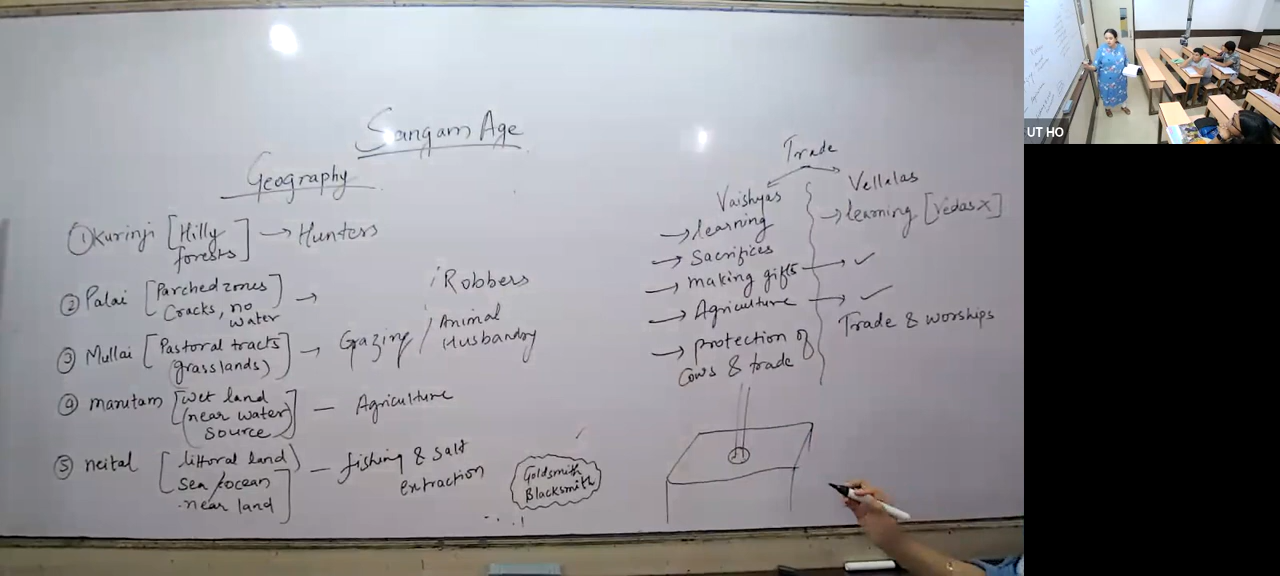 Sangam Age
Geography
① Kurinji [Hilly
forests] → Hunters
② Palai [Parched zones
Cracks, no
water] →
Robbers
③ Mullai [Pastoral tracts
grasslands)] → Grazing / Animal
Husbandry
④ marutam [wet land
(near water
source] — Agriculture
⑤ neital [littoral land)
sea/ocean
near land] — fishing & salt
extraction
Goldsmith
Blacksmith
Trade
Vaishyas
→ learning
→ Sacrifices
→ making gifts → ✓
→ Agriculture → ✓
→ protection of
Cows & trade
Vellalas
→ learning [Vedas X]
Trade & worships
UT HO